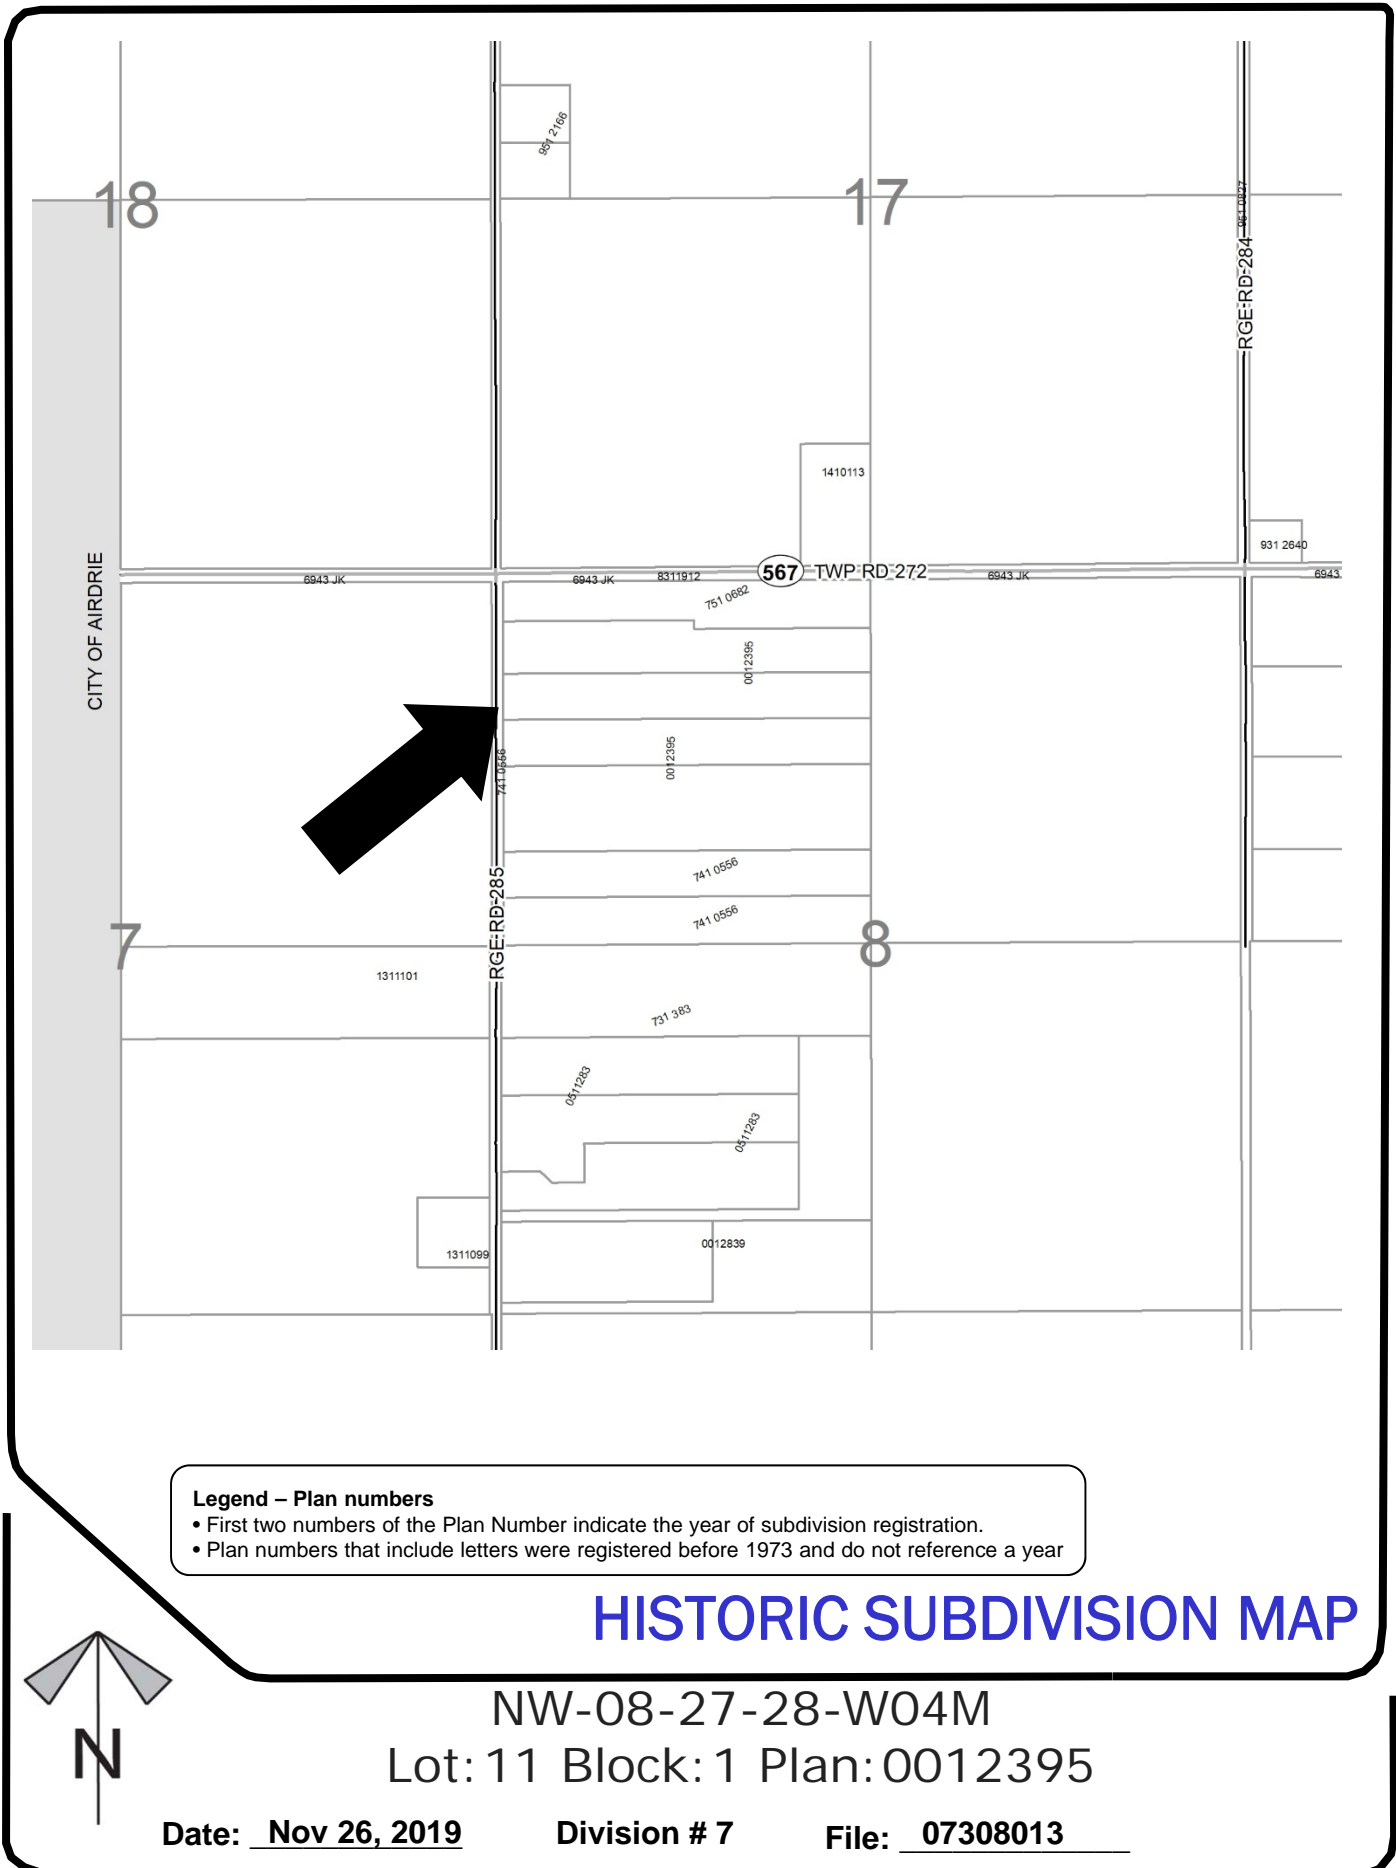 951 2166
18
17
951 0827
RGE RD 284
1410113
931 2640
CITY OF AIRDRIE
6943 JK
6943 JK
8311912
567
TWP RD 272
6943 JK
6943
751 0682
0012395
741 0556
0012395
741 0556
RGE RD 285
741 0556
7
8
1311101
731 383
0511283
0511283
1311099
0012839
Legend – Plan numbers
• First two numbers of the Plan Number indicate the year of subdivision registration.
• Plan numbers that include letters were registered before 1973 and do not reference a year
HISTORIC SUBDIVISION MAP
N
NW-08-27-28-W04M
Lot:11 Block:1 Plan:0012395
Date: Nov 26, 2019 Division # 7 File: 07308013